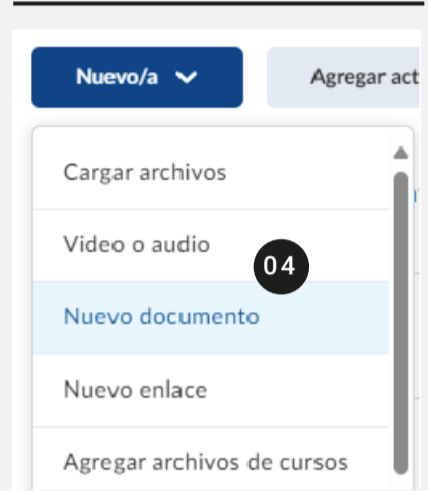 Nuevo/a
Agregar act
Cargar archivos
Video o audio
04
Nuevo documento
Nuevo enlace
Agregar archivos de cursos